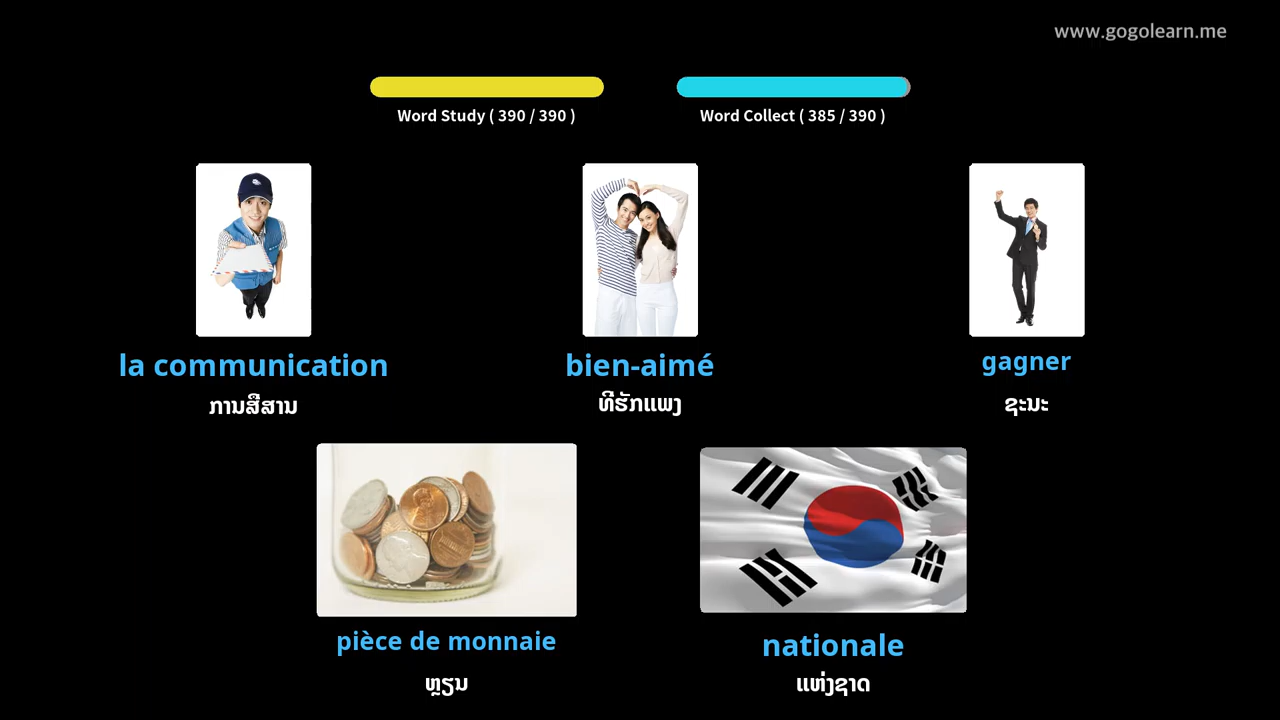 www.gogolearn.me
Word Study ( 390 / 390 )
Word Collect ( 385 / 390 )
la communication
ການສືສານ
bien-aimé
ທີຮັກແພງ
gagner
ຊະນະ
pièce de monnaie
ຫຼຽນ
nationale
ແຫ່ງຊາດ